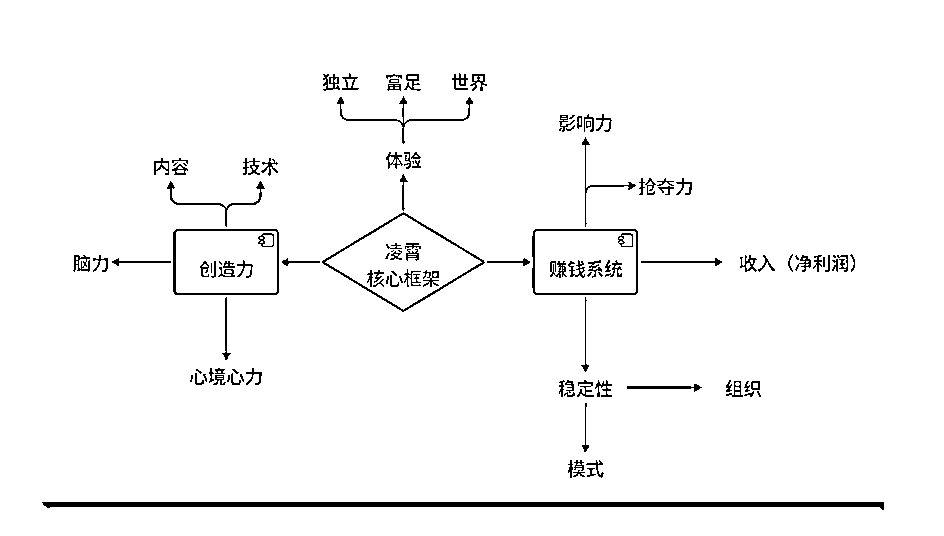 独立 富足 世界
影响力
体验
内容 技术
抢夺力
凌霄
核心框架
脑力
创造力
赚钱系统
收入（净利润）
心境心力
稳定性
组织
模式